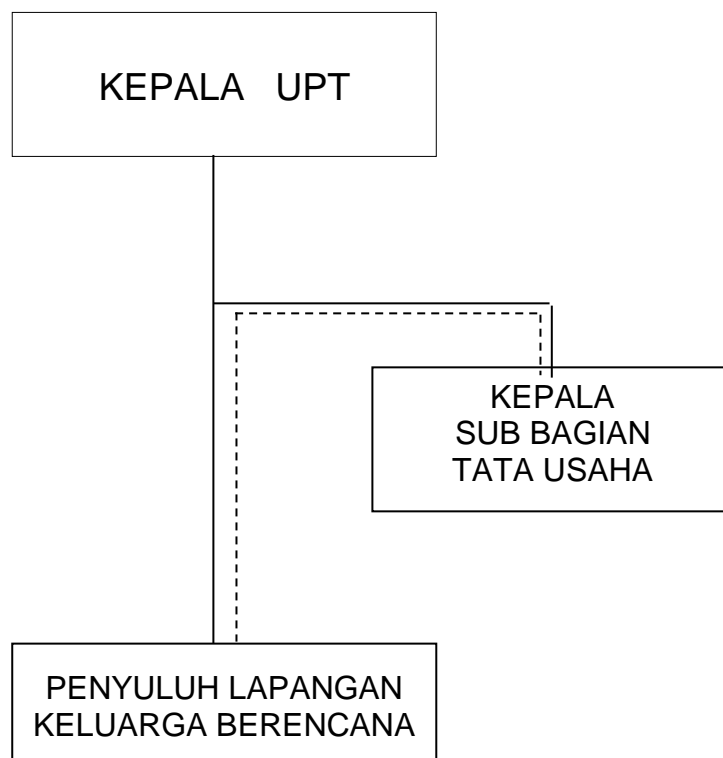 KEPALA UPT
KEPALA
SUB BAGIAN
TATA USAHA
PENYULUH LAPANGAN
KELUARGA BERENCANA